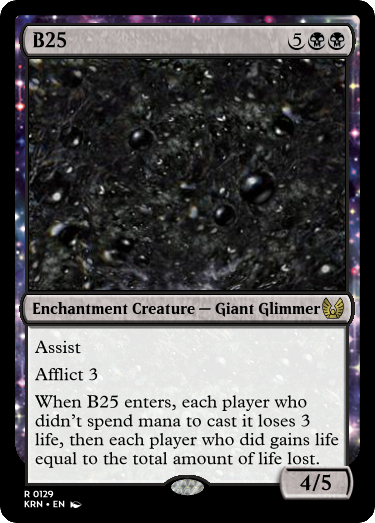 B25 5
Enchantment Creature — Giant Glimmer
Assist
Afflict 3
When B25 enters, each player who
didn't spend mana to cast it loses 3
life, then each player who did gains life
equal to the total amount of life lost.
4/5
R 0129
KRN • EN